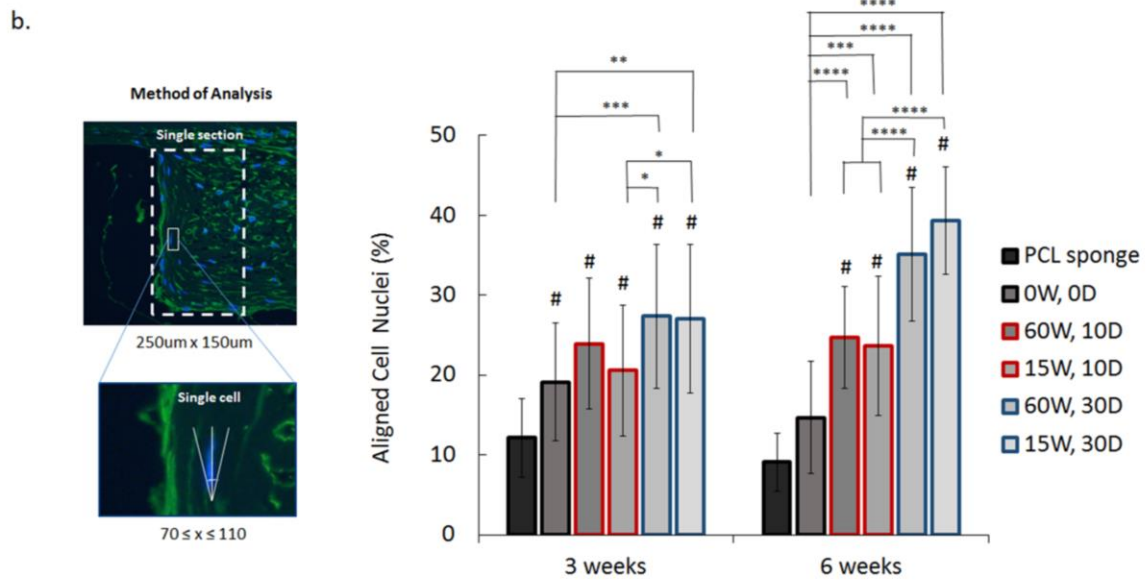 b.
Method of Analysis
Single section
250um x 150um
Single cell
70 ≤ x ≤ 110
Aligned Cell Nuclei (%)
50
40
30
20
10
0
**
***
*
*
#
#
#
#
#
3 weeks
****
****
***
****
****
****
#
#
#
#
6 weeks
PCL sponge
0W, 0D
60W, 10D
15W, 10D
60W, 30D
15W, 30D